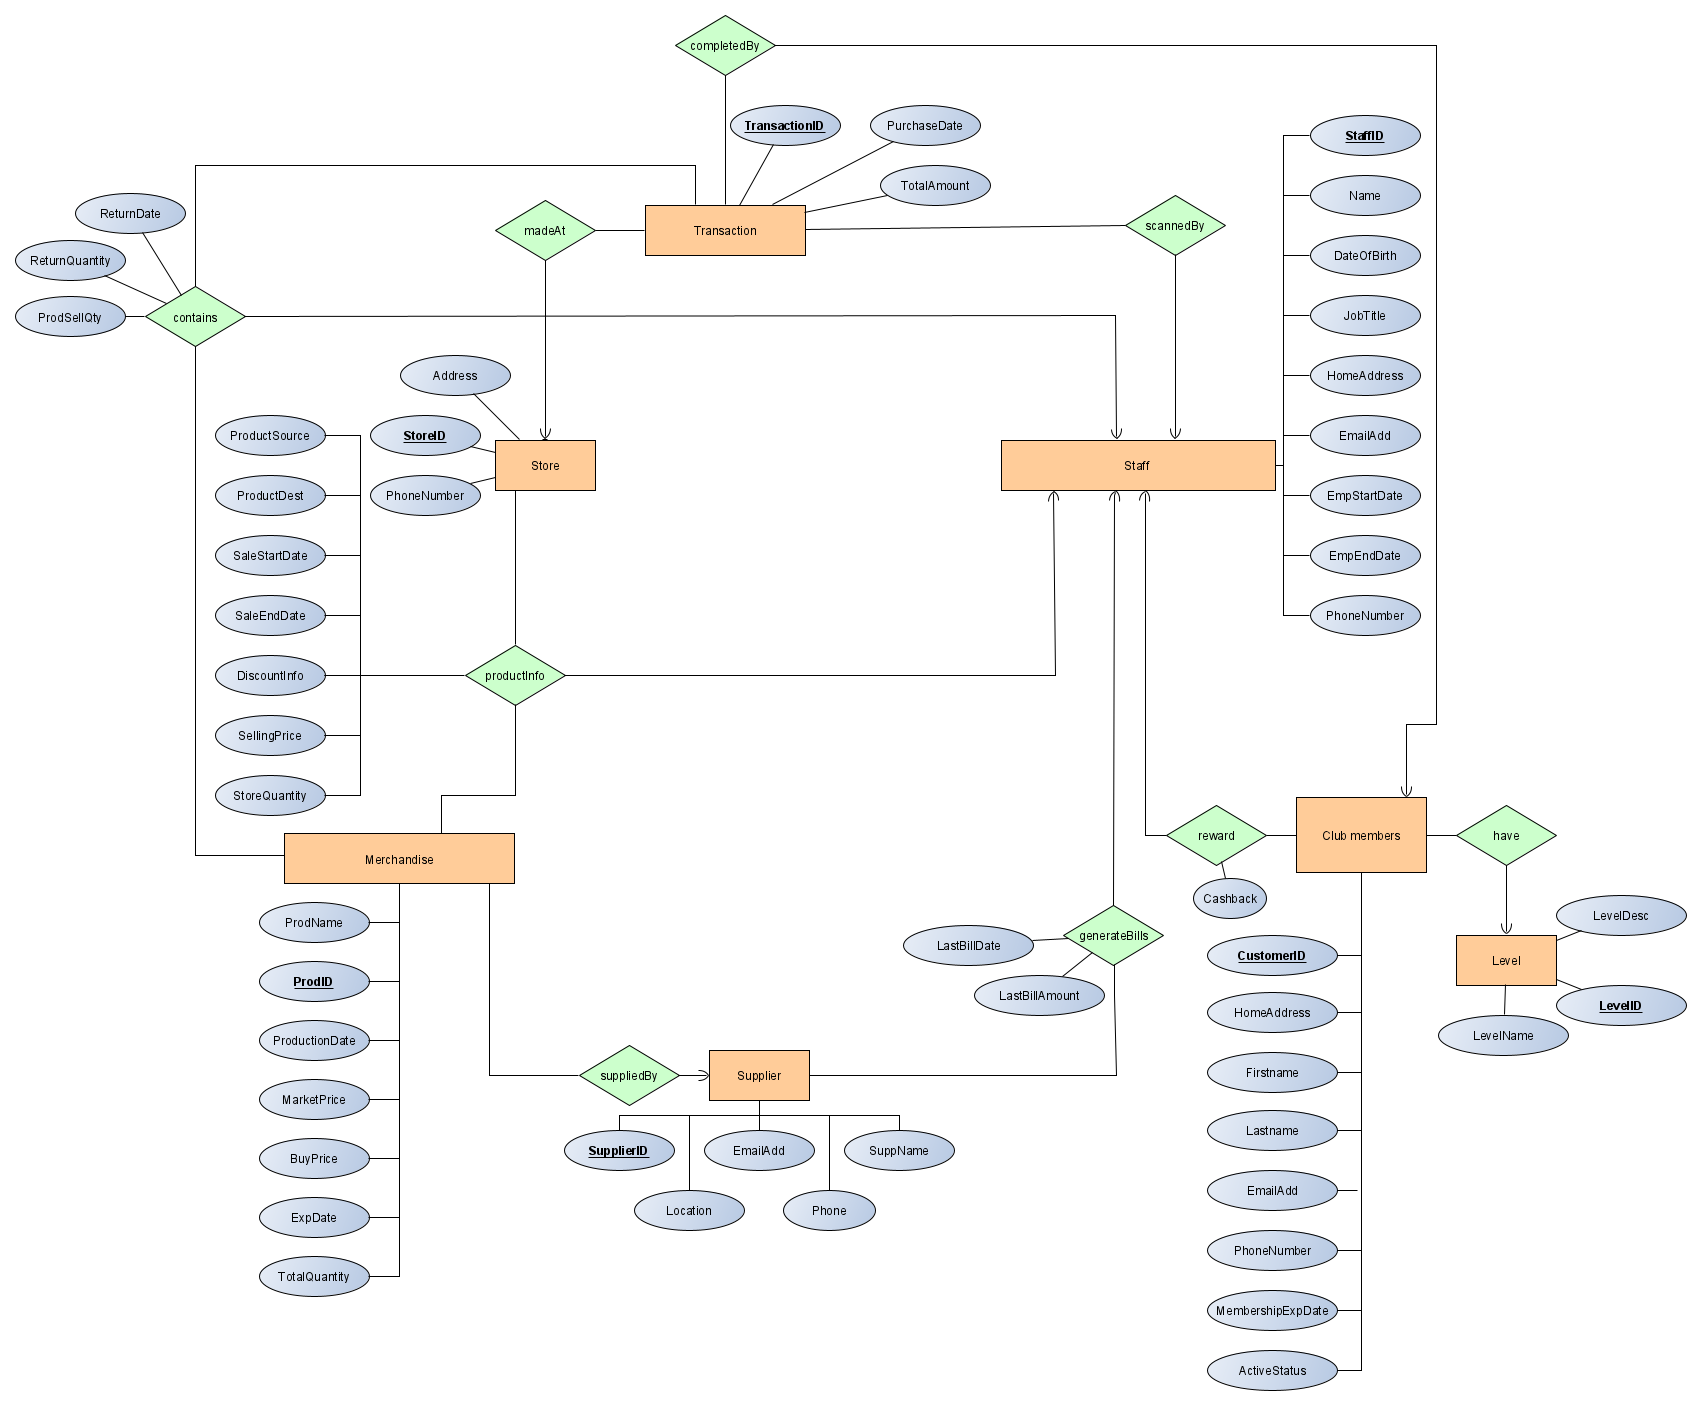 completedBy
TransactionID
PurchaseDate
TotalAmount
StaffID
Name
DateOfBirth
JobTitle
HomeAddress
EmailAdd
EmpStartDate
EmpEndDate
PhoneNumber
ReturnDate
ReturnQuantity
ProdSellQty
contains
madeAt
Transaction
scannedBy
Address
StoreID
PhoneNumber
Store
Staff
ProductSource
ProductDest
SaleStartDate
SaleEndDate
DiscountInfo
SellingPrice
StoreQuantity
productInfo
Merchandise
ProdName
ProdID
ProductionDate
MarketPrice
BuyPrice
ExpDate
TotalQuantity
reward
Cashback
Club members
have
LevelDesc
Level
LevelID
LevelName
generateBills
LastBillDate
LastBillAmount
suppliedBy
Supplier
SupplierID
EmailAdd
SuppName
Location
Phone
CustomerID
HomeAddress
Firstname
Lastname
EmailAdd
PhoneNumber
MembershipExpDate
ActiveStatus